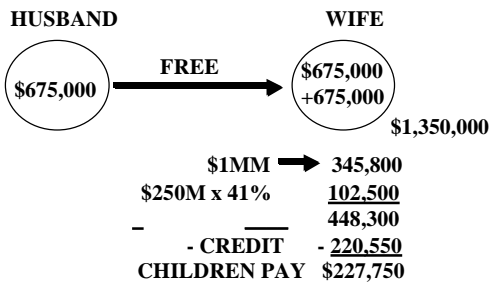 HUSBAND WIFE
FREE
$675,000
$675,000
+675,000
$1,350,000
$1MM 345,800
$250M x 41% 102,500
448,300
- CREDIT - 220,550
CHILDREN PAY $227,750